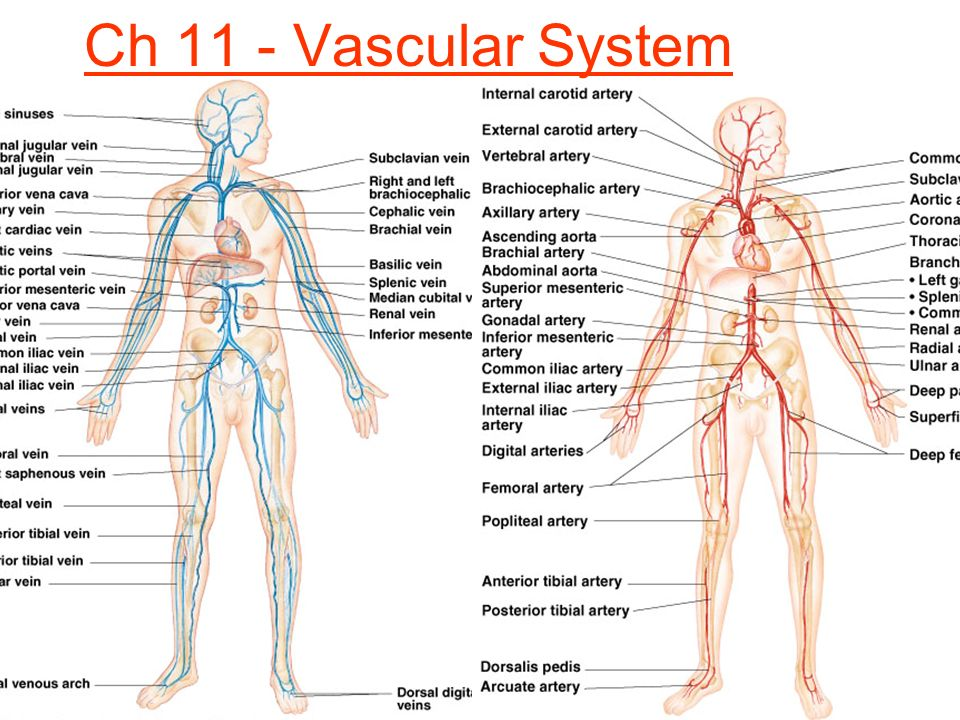 Ch 11 - Vascular System
sinuses
nal jugular vein
bral vein
nal jugular vein
rior vena cava
ary vein
t cardiac vein
tic veins
tic portal vein
rior mesenteric vein
ior vena cava
vein
al vein
mon iliac vein
nal iliac vein
nal iliac vein
al veins
oral vein
t saphenous vein
teal vein
erior tibial vein
rior tibial vein
ar vein
al venous arch
Subclavian vein
Right and left
brachiocephalic
Cephalic vein
Brachial vein
Basilic vein
Splenic vein
Median cubital v
Renal vein
Inferior mesente
Dorsal digita
veins
Internal carotid artery
External carotid artery
Vertebral artery
Brachiocephalic artery
Axillary artery
Ascending aorta
Brachial artery
Abdominal aorta
Superior mesenteric
artery
Gonadal artery
Inferior mesenteric
artery
Common iliac artery
External iliac artery
Internal iliac
artery
Digital arteries
Femoral artery
Popliteal artery
Anterior tibial artery
Posterior tibial artery
Dorsalis pedis
Arcuate artery
Commo
Subclav
Aortic a
Corona
Thoraci
Branch
• Left ga
• Spleni
• Comm
Renal a
Radial a
Ulnar a
Deep pa
Superfi
Deep fe